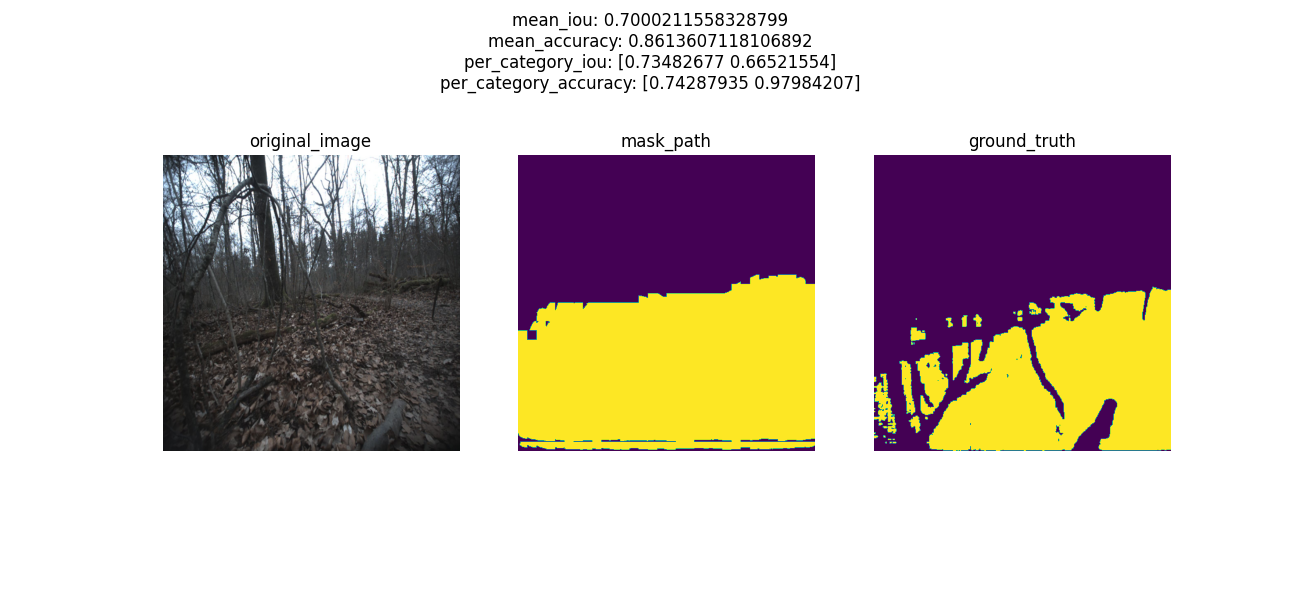 mean_iou: 0.7000211558328799
mean_accuracy: 0.8613607118106892
per_category_iou: [0.73482677 0.66521554]
per_category_accuracy: [0.74287935 0.97984207]
original_image
mask_path
ground_truth